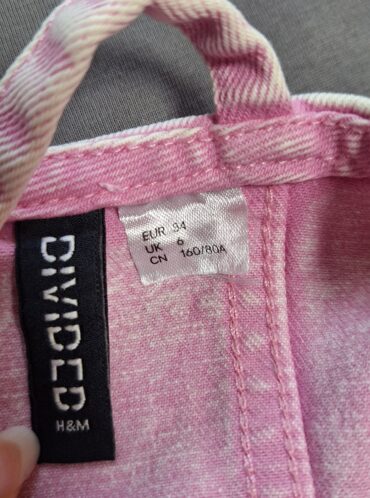 DIVIDED
H&M
EUR 34
UK 6
CN 160/80A